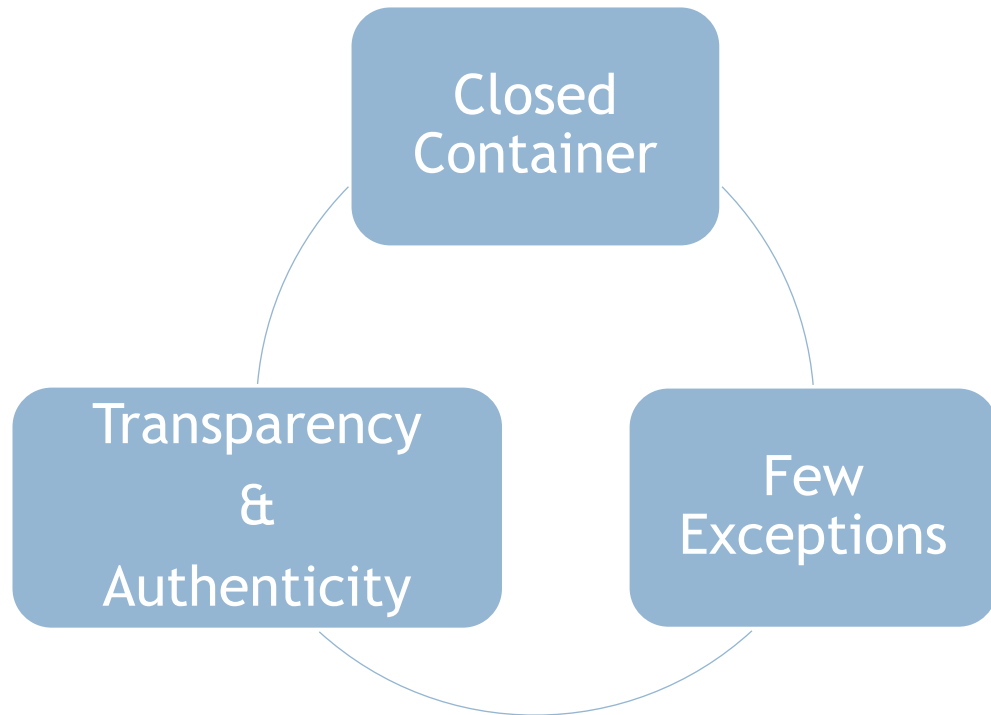 Closed
Container
Transparency
&
Authenticity
Few
Exceptions